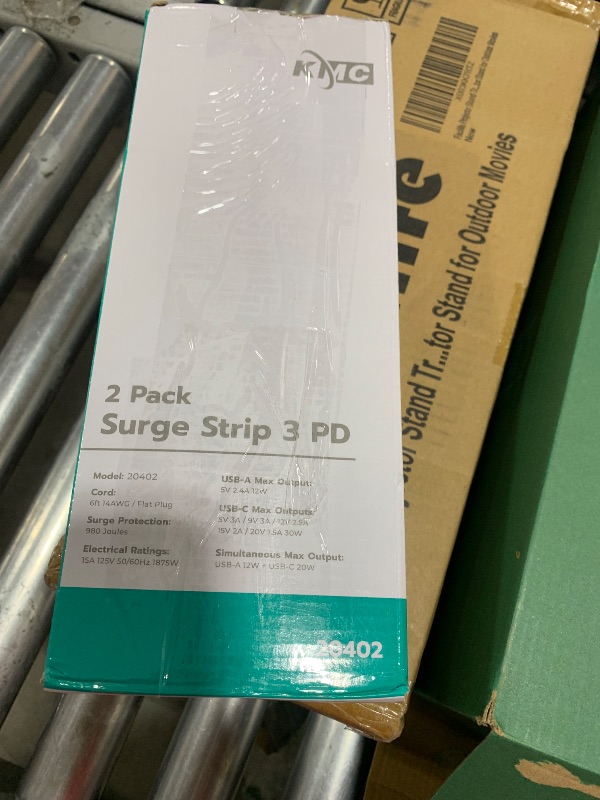 KMC
2 Pack
Surge Strip 3 PD
Model: 20402
Cord:
6ft 14AWG / Flat Plug
Surge Protection:
980 Joules
Electrical Ratings:
15A 125V 50/60Hz 1875W
USB-A Max Output:
5V 2.4A 12W
USB-C Max Outputs:
5V 3A / 9V 3A / 12V 2.5A
15V 2A / 20V 1.5A 30W
Simultaneous Max Output:
USB-A 12W + USB-C 20W
20402
New
Stand Tr...tor Stand for Outdoor Movies